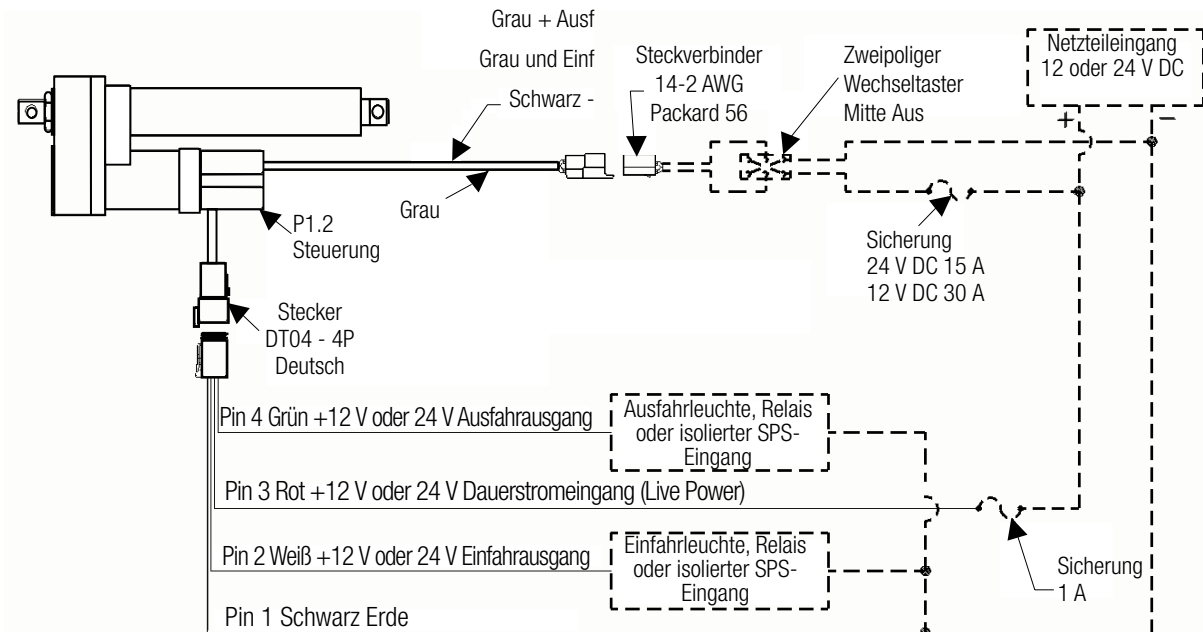 Grau + Ausf
Grau und Einf
Schwarz -
Steckverbinder
14-2 AWG
Packard 56
Zweipoliger
Wechseltaster
Mitte Aus
Netzteileingang
12 oder 24 V DC
+
–
Grau
P1.2
Steuerung
Sicherung
24 V DC 15 A
12 V DC 30 A
Stecker
DT04 - 4P
Deutsch
Pin 4 Grün +12 V oder 24 V Ausfahrausgang
Ausfahrleuchte, Relais
oder isolierter SPS-
Eingang
Pin 3 Rot +12 V oder 24 V Dauerstromeingang (Live Power)
Pin 2 Weiß +12 V oder 24 V Einfahrausgang
Einfahrleuchte, Relais
oder isolierter SPS-
Eingang
Sicherung
1 A
Pin 1 Schwarz Erde